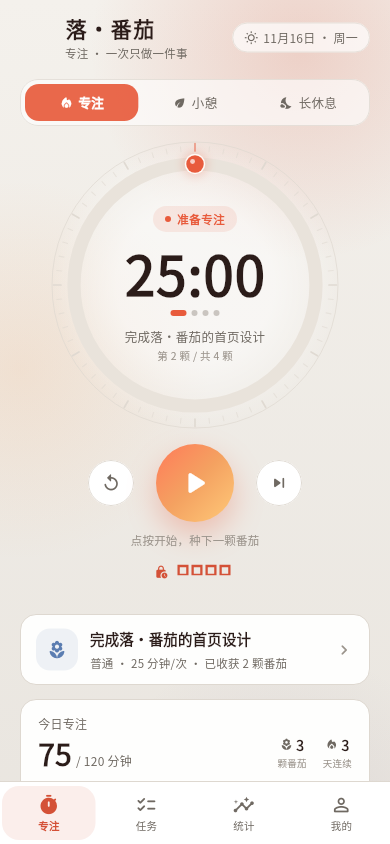 落·番茄
专注 · 一次只做一件事
11月16日 · 周一
专注
小憩
长休息
准备专注
25:00
完成落·番茄的首页设计
第 2 颗 / 共 4 颗
点按开始，种下一颗番茄
完成落·番茄的首页设计
普通 · 25 分钟/次 · 已收获 2 颗番茄
今日专注
75 / 120 分钟
3
颗番茄
3
天连续
专注
任务
统计
我的